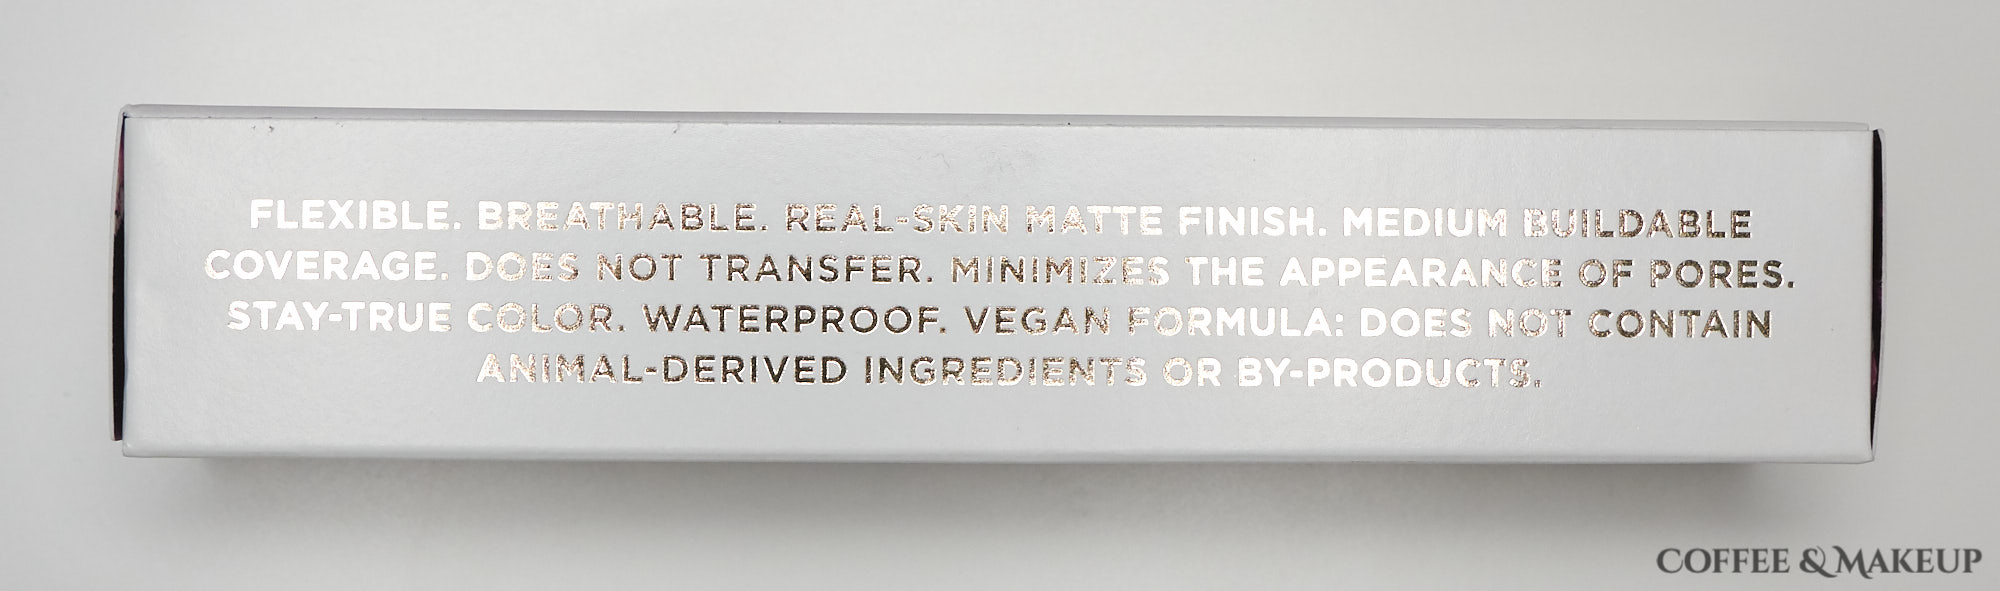 FLEXIBLE. BREATHABLE. REAL-SKIN MATTE FINISH. MEDIUM BUILDABLE
COVERAGE. DOES NOT TRANSFER. MINIMIZES THE APPEARANCE OF PORES.
STAY-TRUE COLOR. WATERPROOF. VEGAN FORMULA: DOES NOT CONTAIN
ANIMAL-DERIVED INGREDIENTS OR BY-PRODUCTS.
COFFEE & MAKEUP